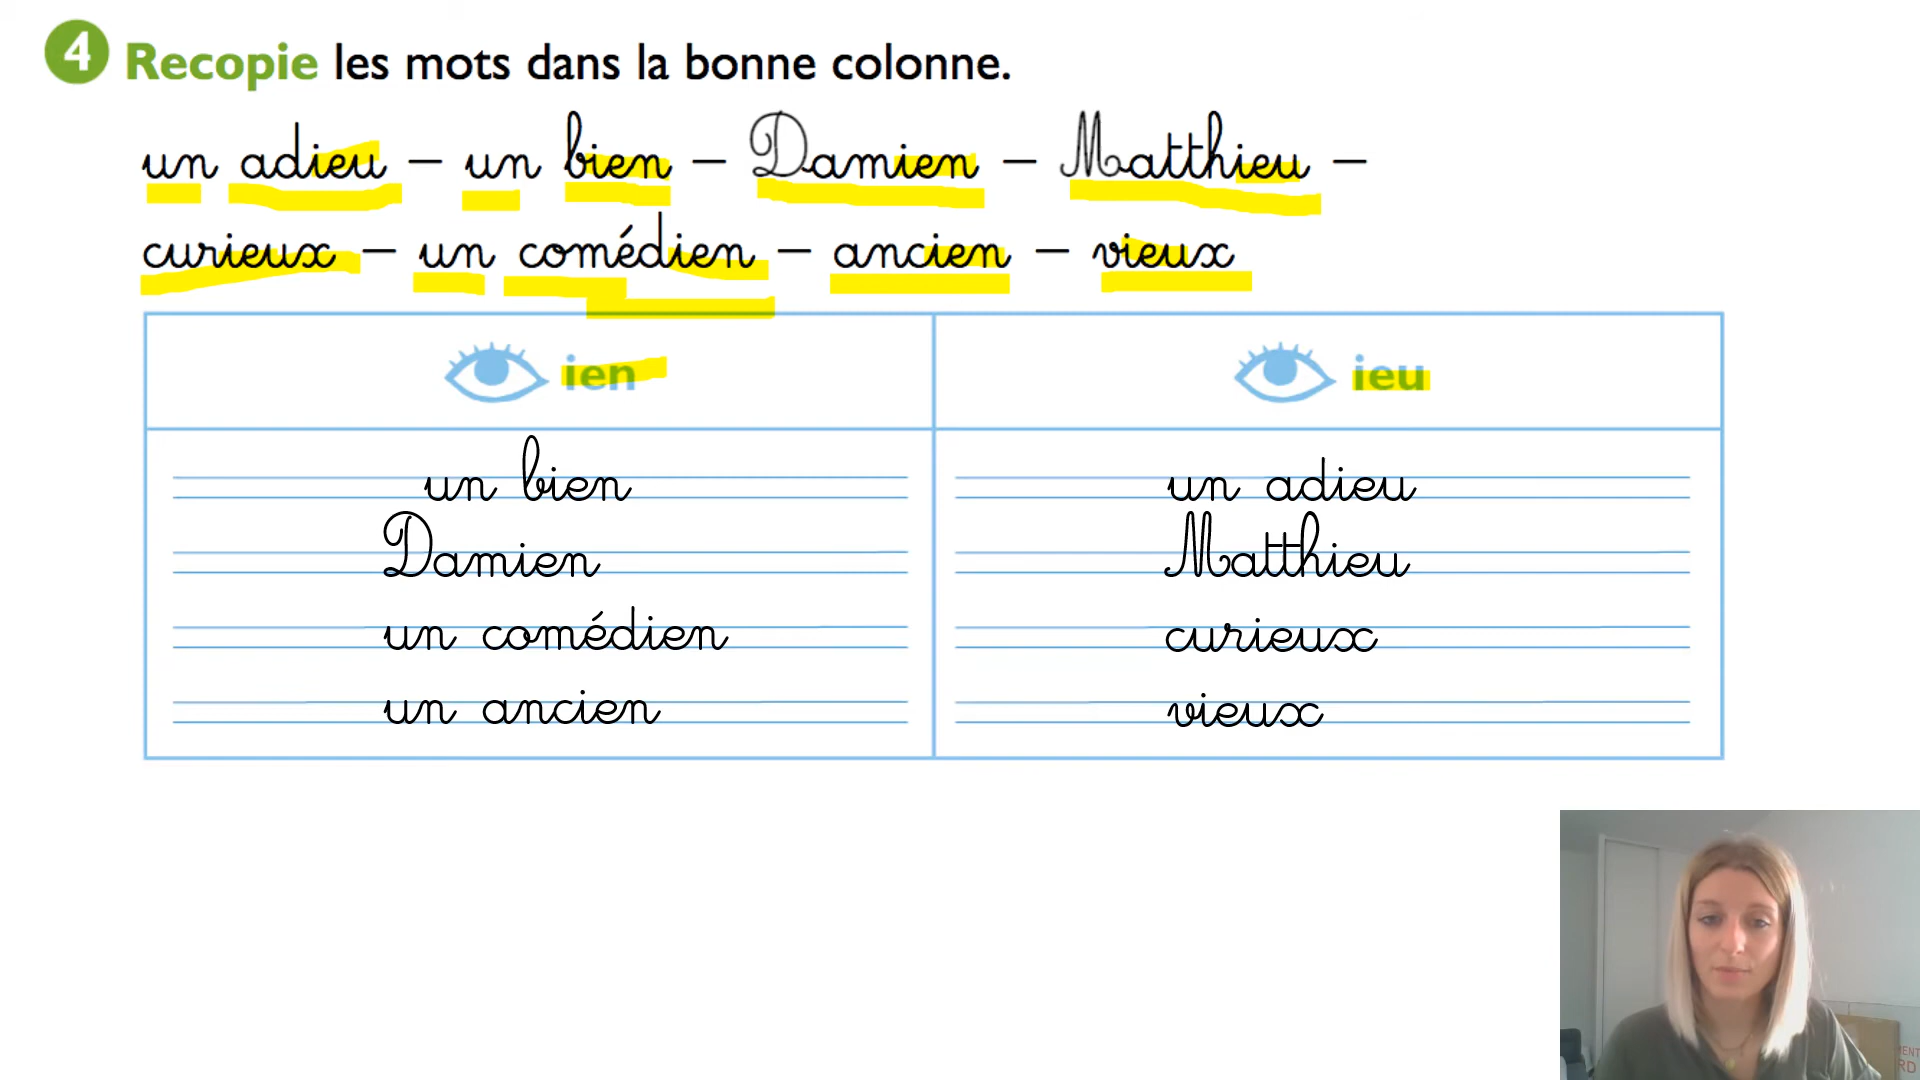 4 Recopie les mots dans la bonne colonne.
un adieu – un bien – Damien – Matthieu –
curieux – un comédien – ancien – vieux
ien
ieu
un bien
Damien
un comédien
un ancien
un adieu
Matthieu
curieux
vieux